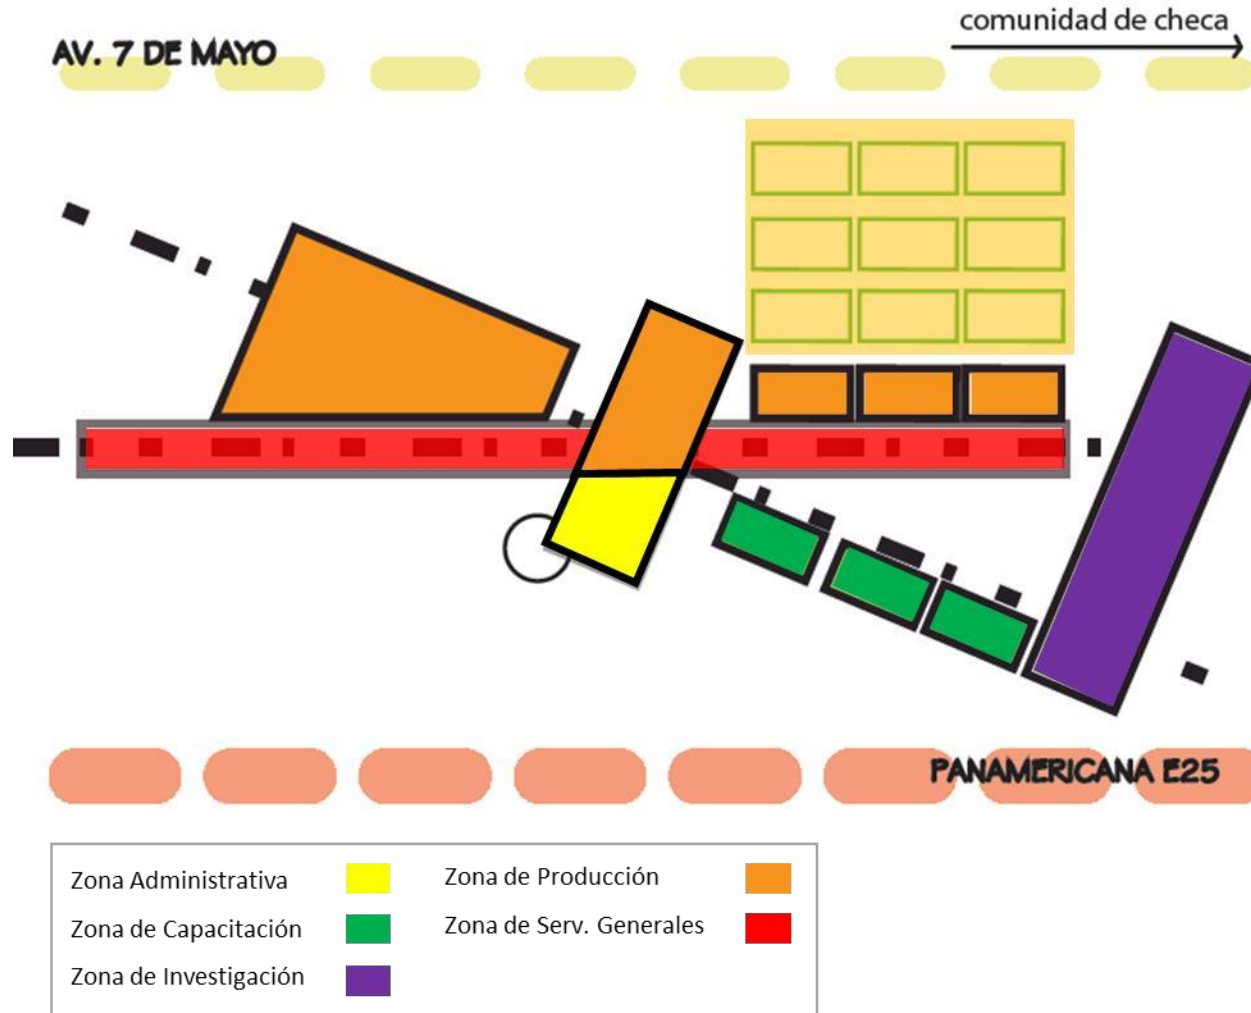 comunidad de checa
AV. 7 DE MAYO
PANAMERICANA E25
Zona Administrativa
Zona de Producción
Zona de Capacitación
Zona de Serv. Generales
Zona de Investigación